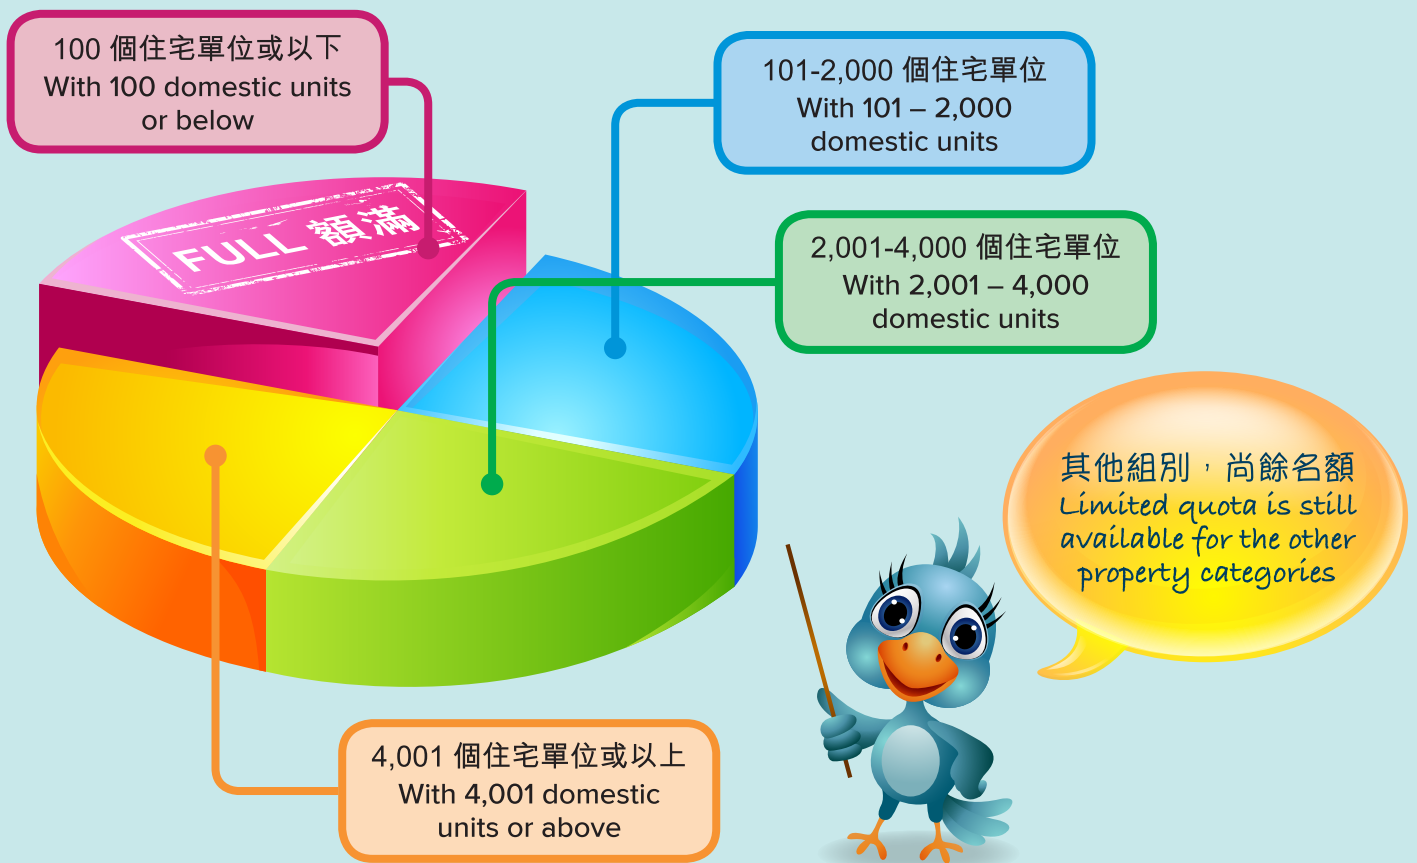 100 個住宅單位或以下
With 100 domestic units
or below
101-2,000 個住宅單位
With 101 – 2,000
domestic units
FULL 額滿
2,001-4,000 個住宅單位
With 2,001 – 4,000
domestic units
其他組別，尚餘名額
Limited quota is still
available for the other
property categories
4,001 個住宅單位或以上
With 4,001 domestic
units or above